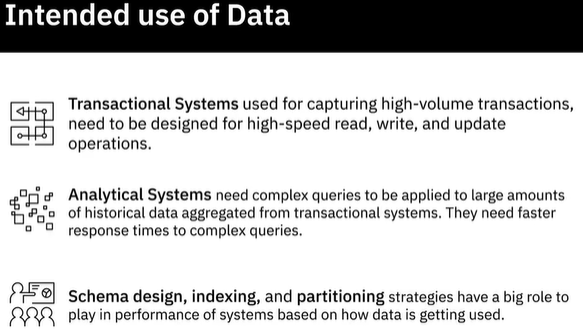 Intended use of Data
Transactional Systems used for capturing high-volume transactions,
need to be designed for high-speed read, write, and update
operations.
Analytical Systems need complex queries to be applied to large amounts
of historical data aggregated from transactional systems. They need faster
response times to complex queries.
Schema design, indexing, and partitioning strategies have a big role to
play in performance of systems based on how data is getting used.